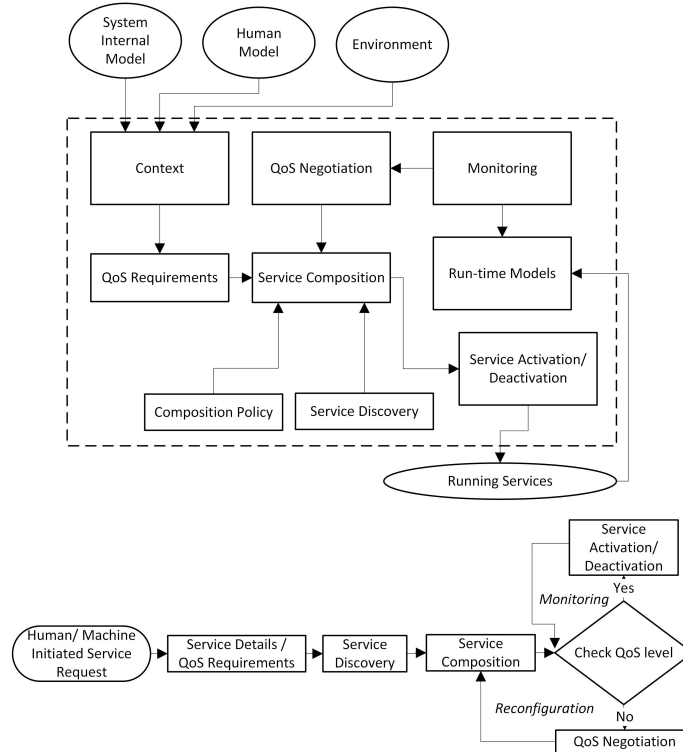 System
Internal
Model
Human
Model
Environment
Context
QoS Negotiation
Monitoring
QoS Requirements
Service Composition
Run-time Models
Service Activation/
Deactivation
Composition Policy
Service Discovery
Running Services
Service
Activation/
Deactivation
Yes
Monitoring
Human/ Machine
Initiated Service
Request
Service Details /
QoS Requirements
Service
Discovery
Service
Composition
Check QoS level
Reconfiguration
No
QoS Negotiation